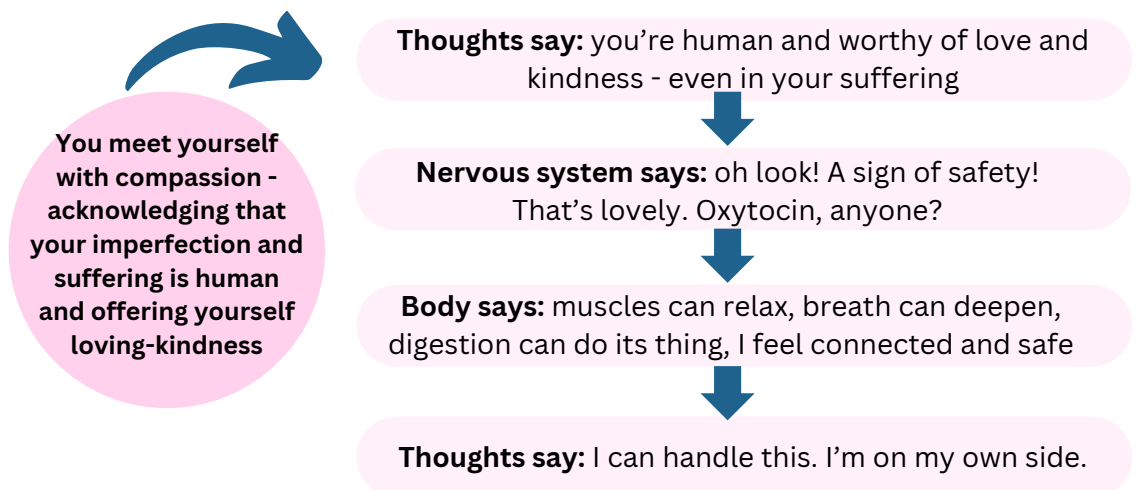 You meet yourself
with compassion -
acknowledging that
your imperfection and
suffering is human
and offering yourself
loving-kindness
Thoughts say: you’re human and worthy of love and
kindness - even in your suffering
Nervous system says: oh look! A sign of safety!
That’s lovely. Oxytocin, anyone?
Body says: muscles can relax, breath can deepen,
digestion can do its thing, I feel connected and safe
Thoughts say: I can handle this. I’m on my own side.